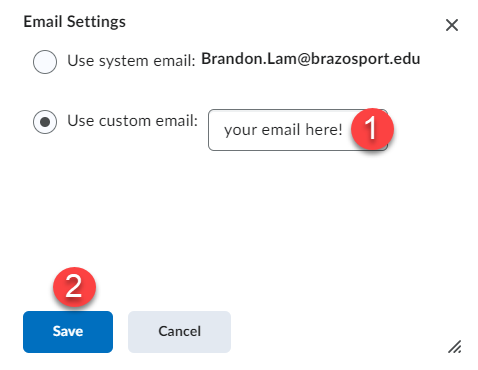 Email Settings
Use system email: Brandon.Lam@brazosport.edu
Use custom email: your email here! 1
2
Save Cancel